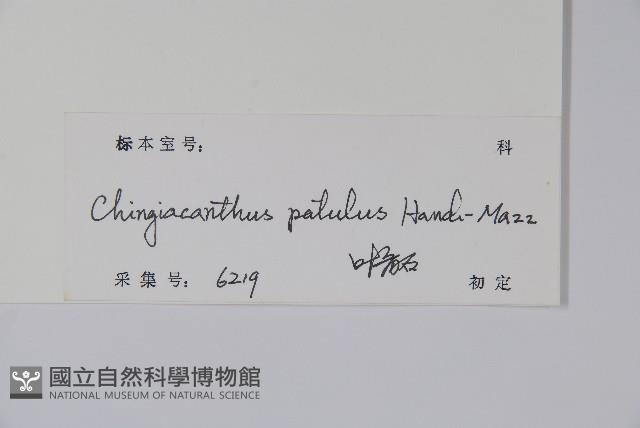 标本室号: 科
Chingiacanthus patulus Hand-Mazz
采集号: 6219 初定
國立自然科學博物館
NATIONAL MUSEUM OF NATURAL SCIENCE